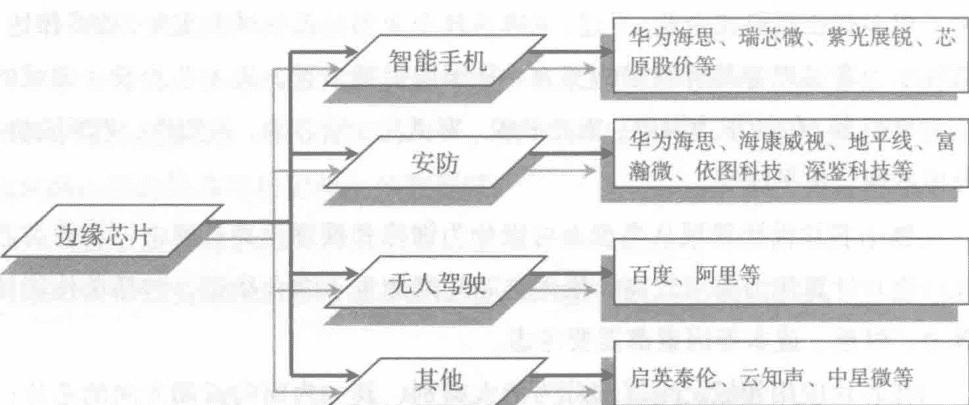 智能手机
华为海思、瑞芯微、紫光展锐、芯
原股价等
安防
华为海思、海康威视、地平线、富
瀚微、依图科技、深鉴科技等
边缘芯片
无人驾驶
百度、阿里等
其他
启英泰伦、云知声、中星微等